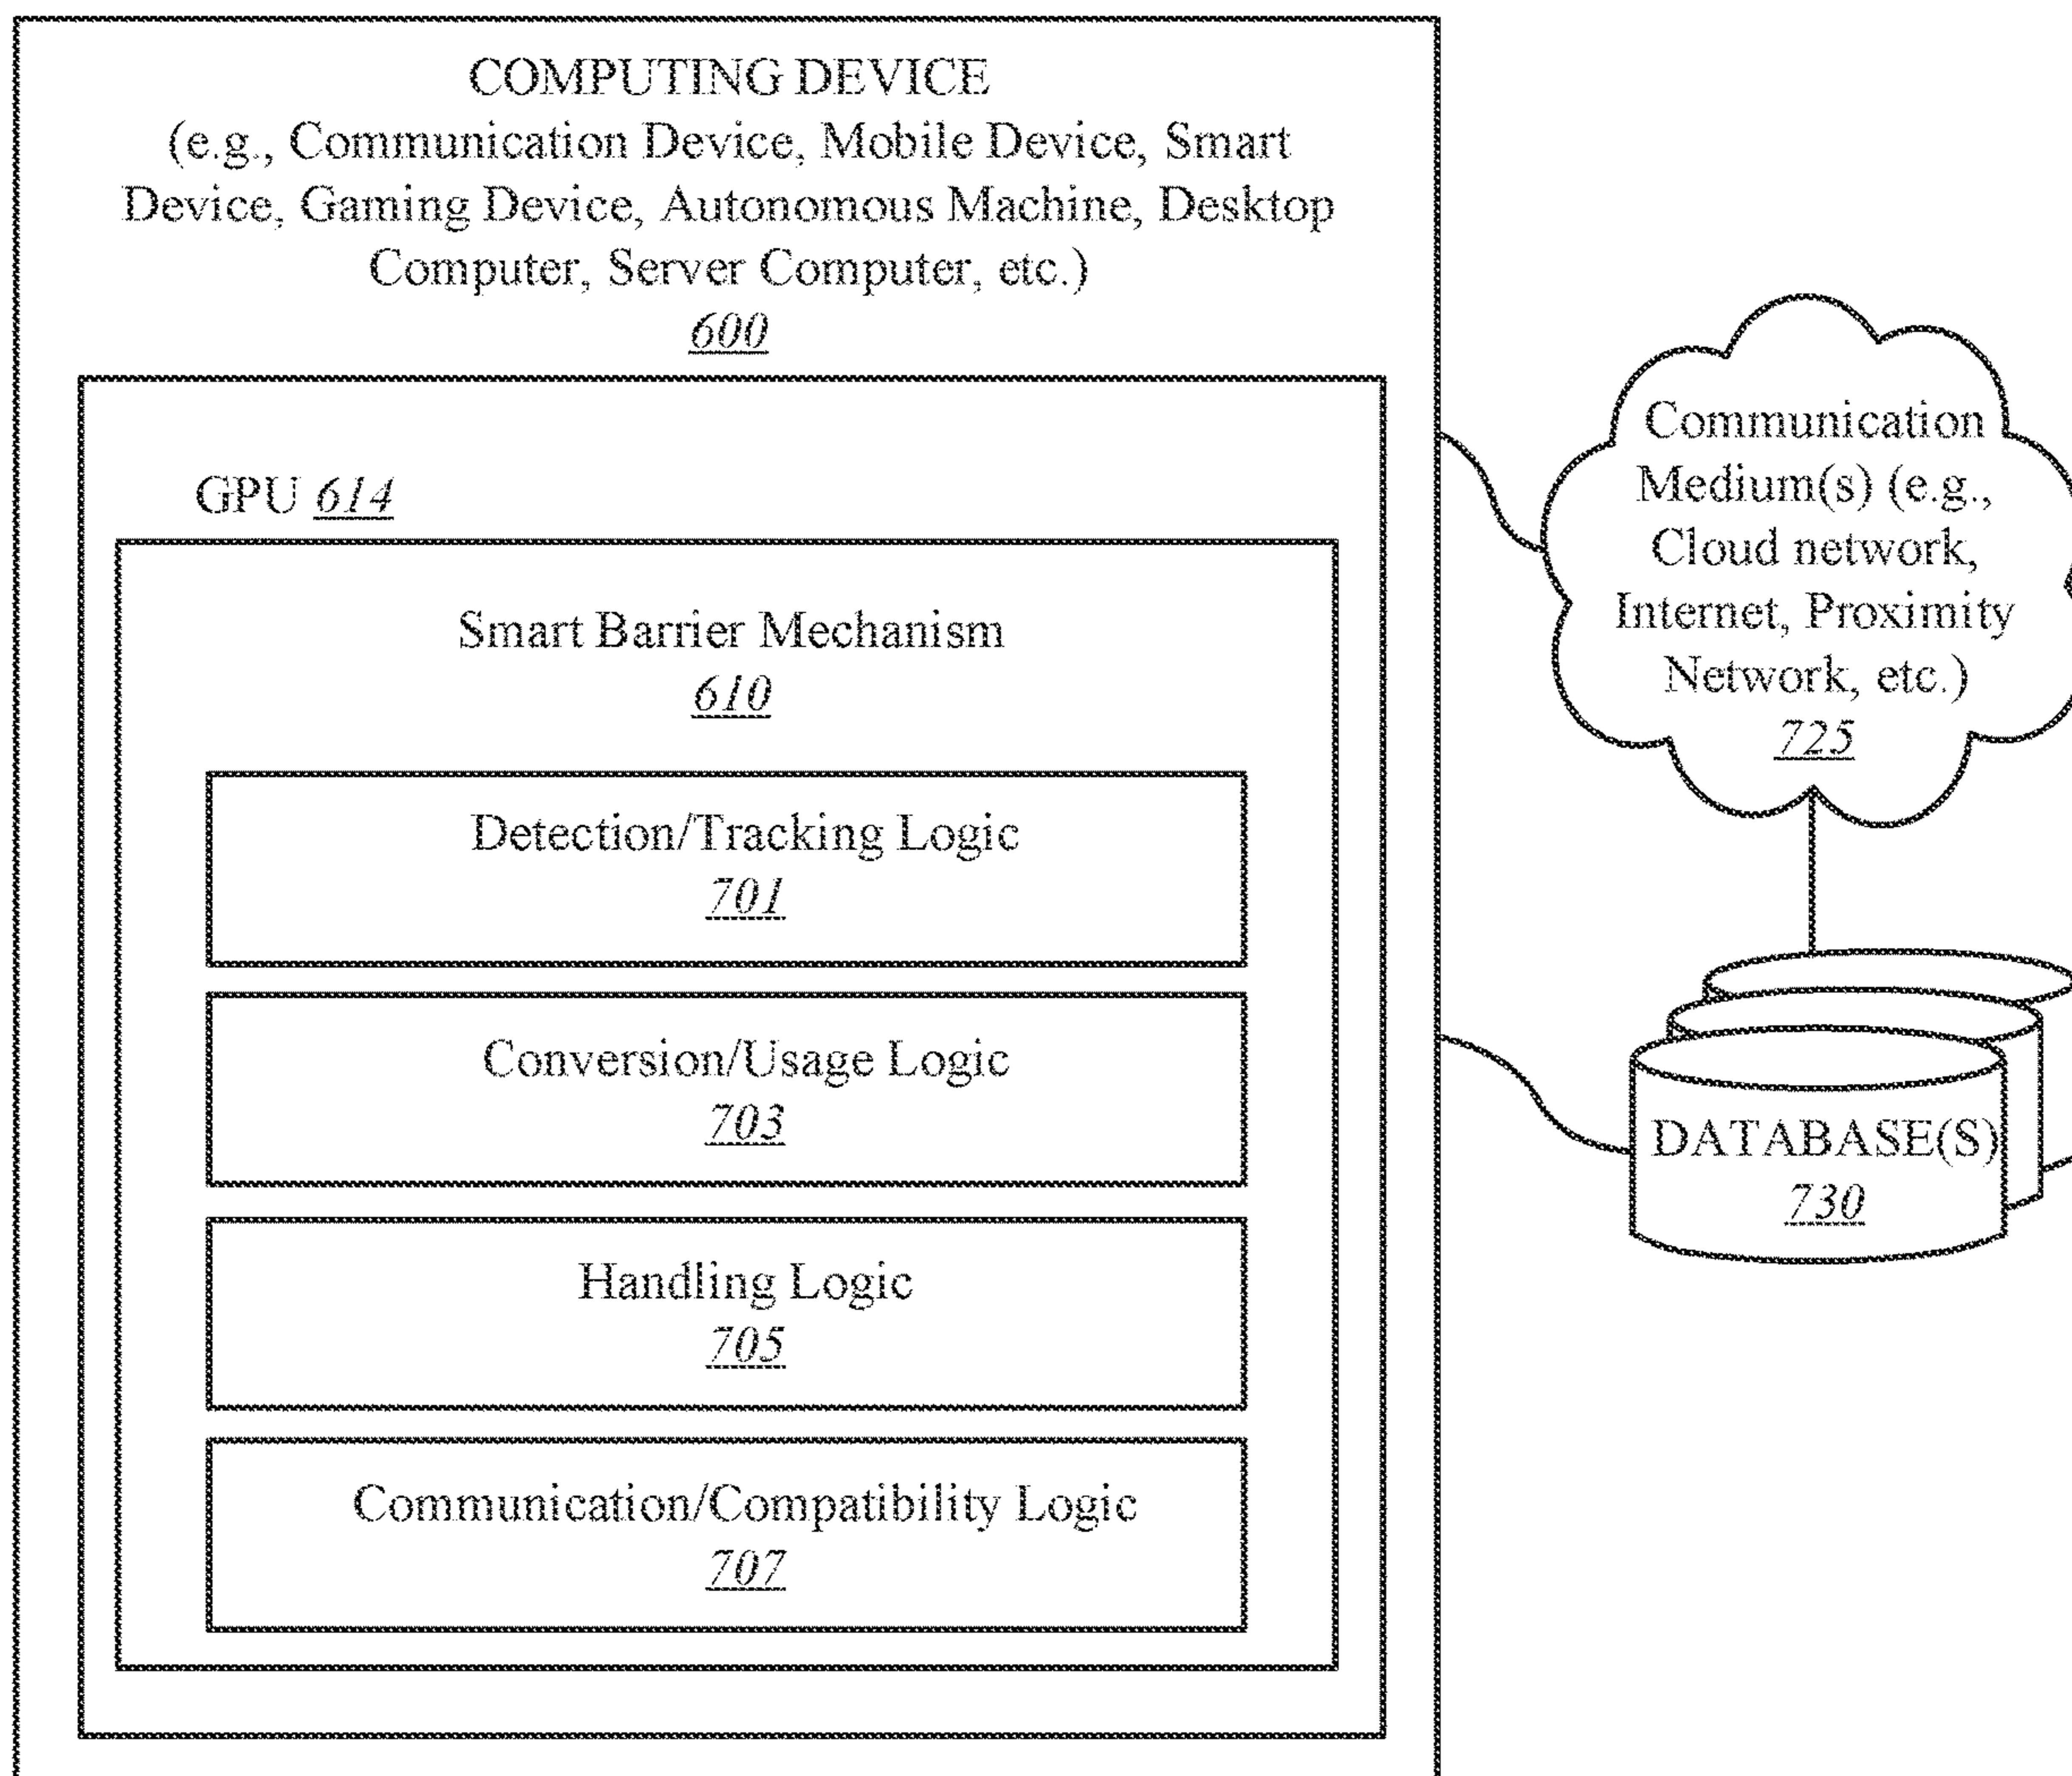 COMPUTING DEVICE
(e.g., Communication Device, Mobile Device, Smart
Device, Gaming Device, Autonomous Machine, Desktop
Computer, Server Computer, etc.)
600
GPU 614
Smart Barrier Mechanism
610
Detection/Tracking Logic
701
Conversion/Usage Logic
703
Handling Logic
705
Communication/Compatibility Logic
707
Communication
Medium(s) (e.g.,
Cloud network,
Internet, Proximity
Network, etc.)
725
DATABASE(S)
730